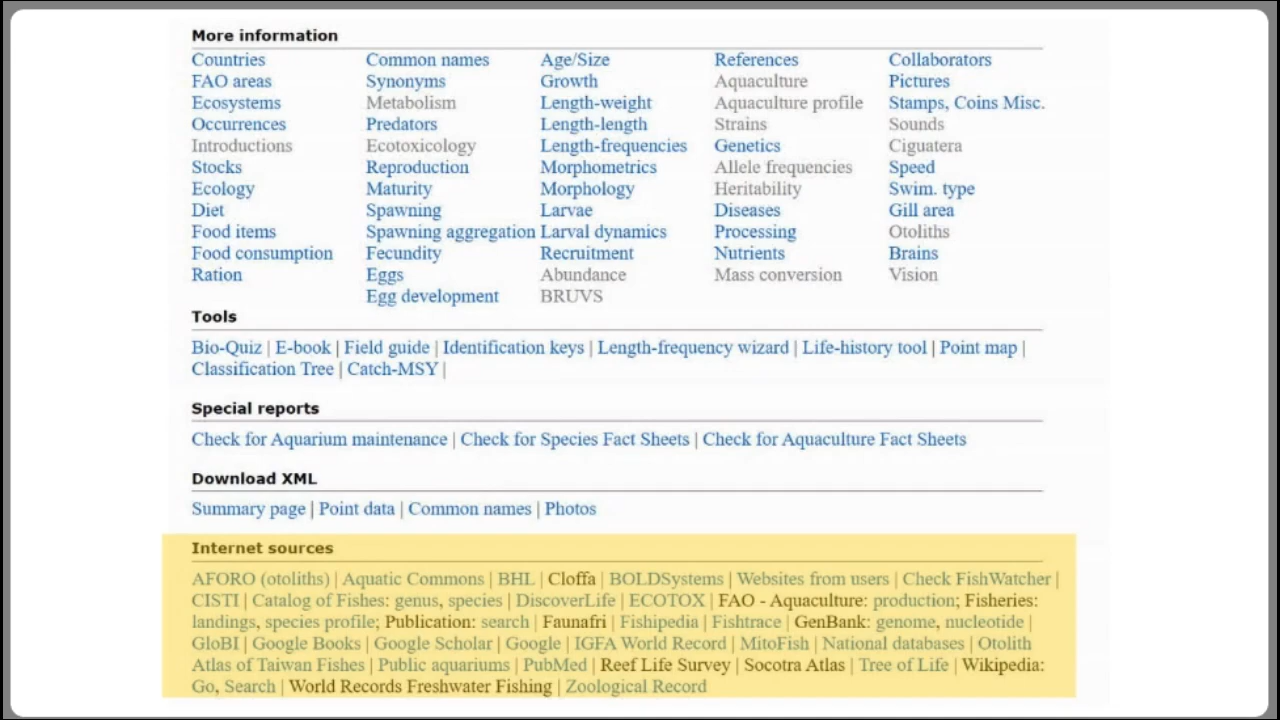 More information
Countries Common names Age/Size References Collaborators
FAO areas Synonyms Growth Aquaculture Pictures
Ecosystems Metabolism Length-weight Aquaculture profile Stamps, Coins Misc.
Occurrences Predators Length-length Strains Sounds
Introductions Ecotoxicology Length-frequencies Genetics Ciguatera
Stocks Reproduction Morphometrics Allele frequencies Speed
Ecology Maturity Morphology Heritability Swim. type
Diet Spawning Larvae Diseases Gill area
Food items Spawning aggregation Larval dynamics Processing Otoliths
Food consumption Fecundity Recruitment Nutrients Brains
Ration Eggs Abundance Mass conversion Vision
Egg development BRUVS
Tools
Bio-Quiz | E-book | Field guide | Identification keys | Length-frequency wizard | Life-history tool | Point map |
Classification Tree | Catch-MSY |
Special reports
Check for Aquarium maintenance | Check for Species Fact Sheets | Check for Aquaculture Fact Sheets
Download XML
Summary page | Point data | Common names | Photos
Internet sources
AFORO (otoliths) | Aquatic Commons | BHL | Cloffa | BOLDSystems | Websites from users | Check FishWatcher |
CISTI | Catalog of Fishes: genus, species | DiscoverLife | ECOTOX | FAO - Aquaculture: production; Fisheries:
landings, species profile; Publication: search | Faunafri | Fishipedia | Fishtrace | GenBank: genome, nucleotide |
GloBI | Google Books | Google Scholar | Google | IGFA World Record | MitoFish | National databases | Otolith
Atlas of Taiwan Fishes | Public aquariums | PubMed | Reef Life Survey | Socotra Atlas | Tree of Life | Wikipedia:
Go, Search | World Records Freshwater Fishing | Zoological Record